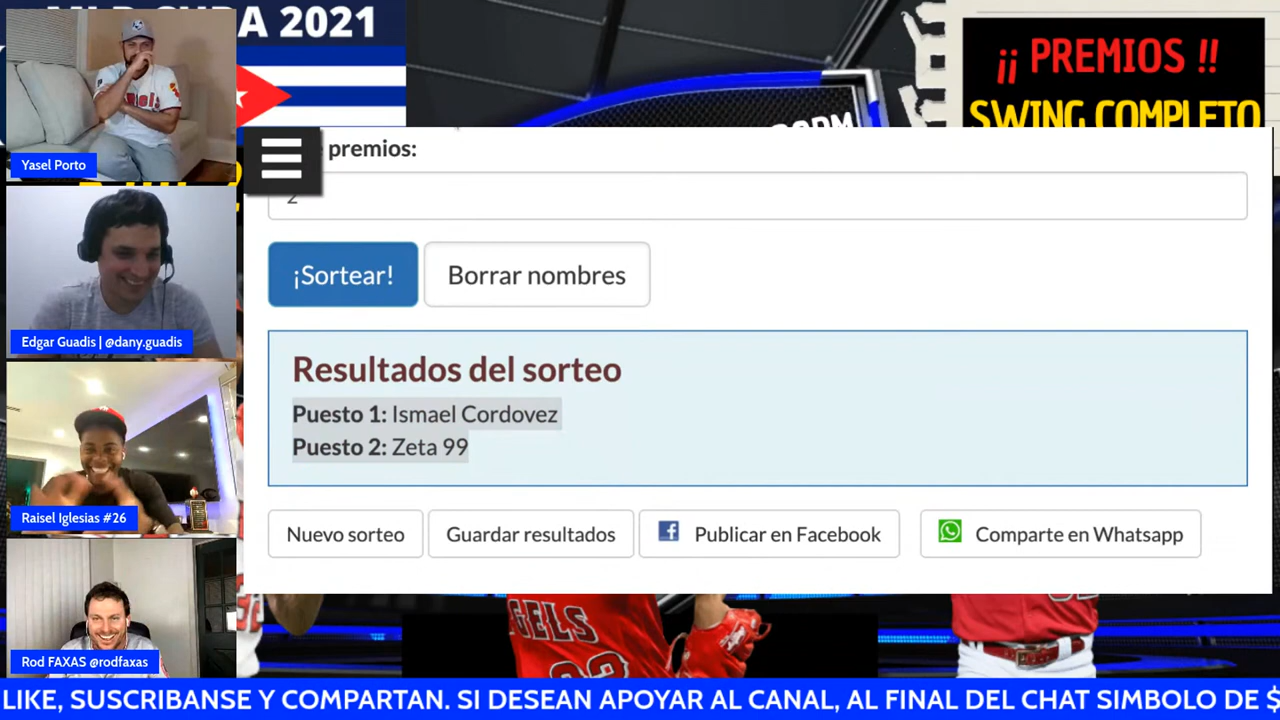 A 2021
¡¡ PREMIOS !!
SWING COMPLETO
premios:
2
¡Sortear!
Borrar nombres
Resultados del sorteo
Puesto 1: Ismael Cordovez
Puesto 2: Zeta 99
Nuevo sorteo
Guardar resultados
Publicar en Facebook
Comparte en Whatsapp
Yasel Porto
Edgar Guadis | @dany.guadis
Raisel Iglesias #26
Rod FAXAS @rodfaxas
GELS
LIKE, SUSCRIBANSE Y COMPARTAN. SI DESEAN APOYAR AL CANAL, AL FINAL DEL CHAT SIMBOLO DE $